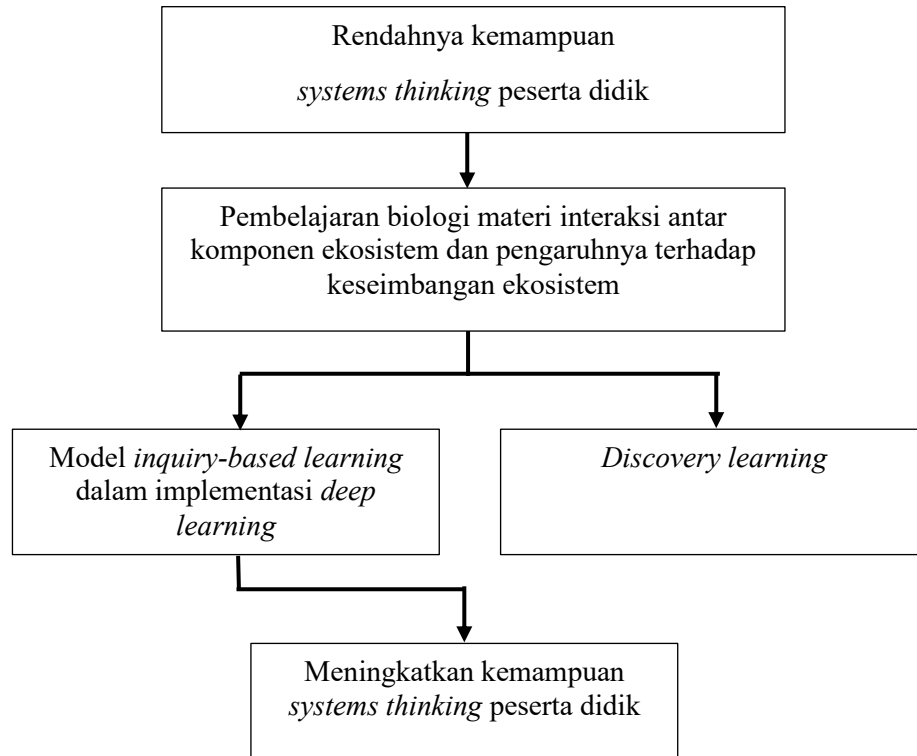 Rendahnya kemampuan
systems thinking peserta didik
Pembelajaran biologi materi interaksi antar
komponen ekosistem dan pengaruhnya terhadap
keseimbangan ekosistem
Model inquiry-based learning
dalam implementasi deep
learning
Discovery learning
Meningkatkan kemampuan
systems thinking peserta didik